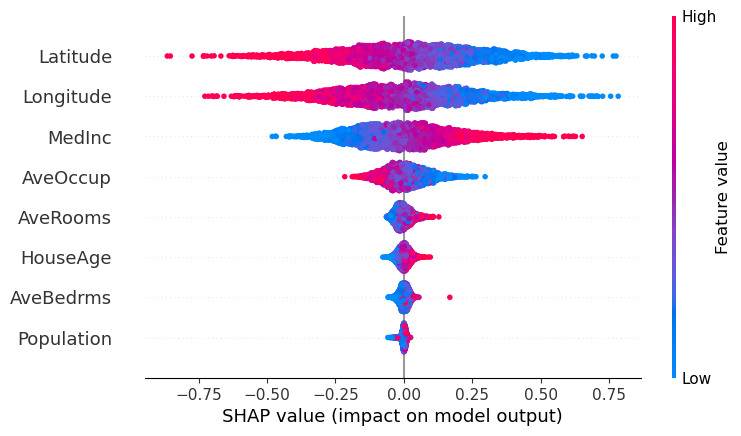 High
Latitude
Longitude
MedInc
AveOccup
AveRooms
HouseAge
AveBedrms
Population
Feature value
Low
−0.75 −0.50 −0.25 0.00 0.25 0.50 0.75
SHAP value (impact on model output)